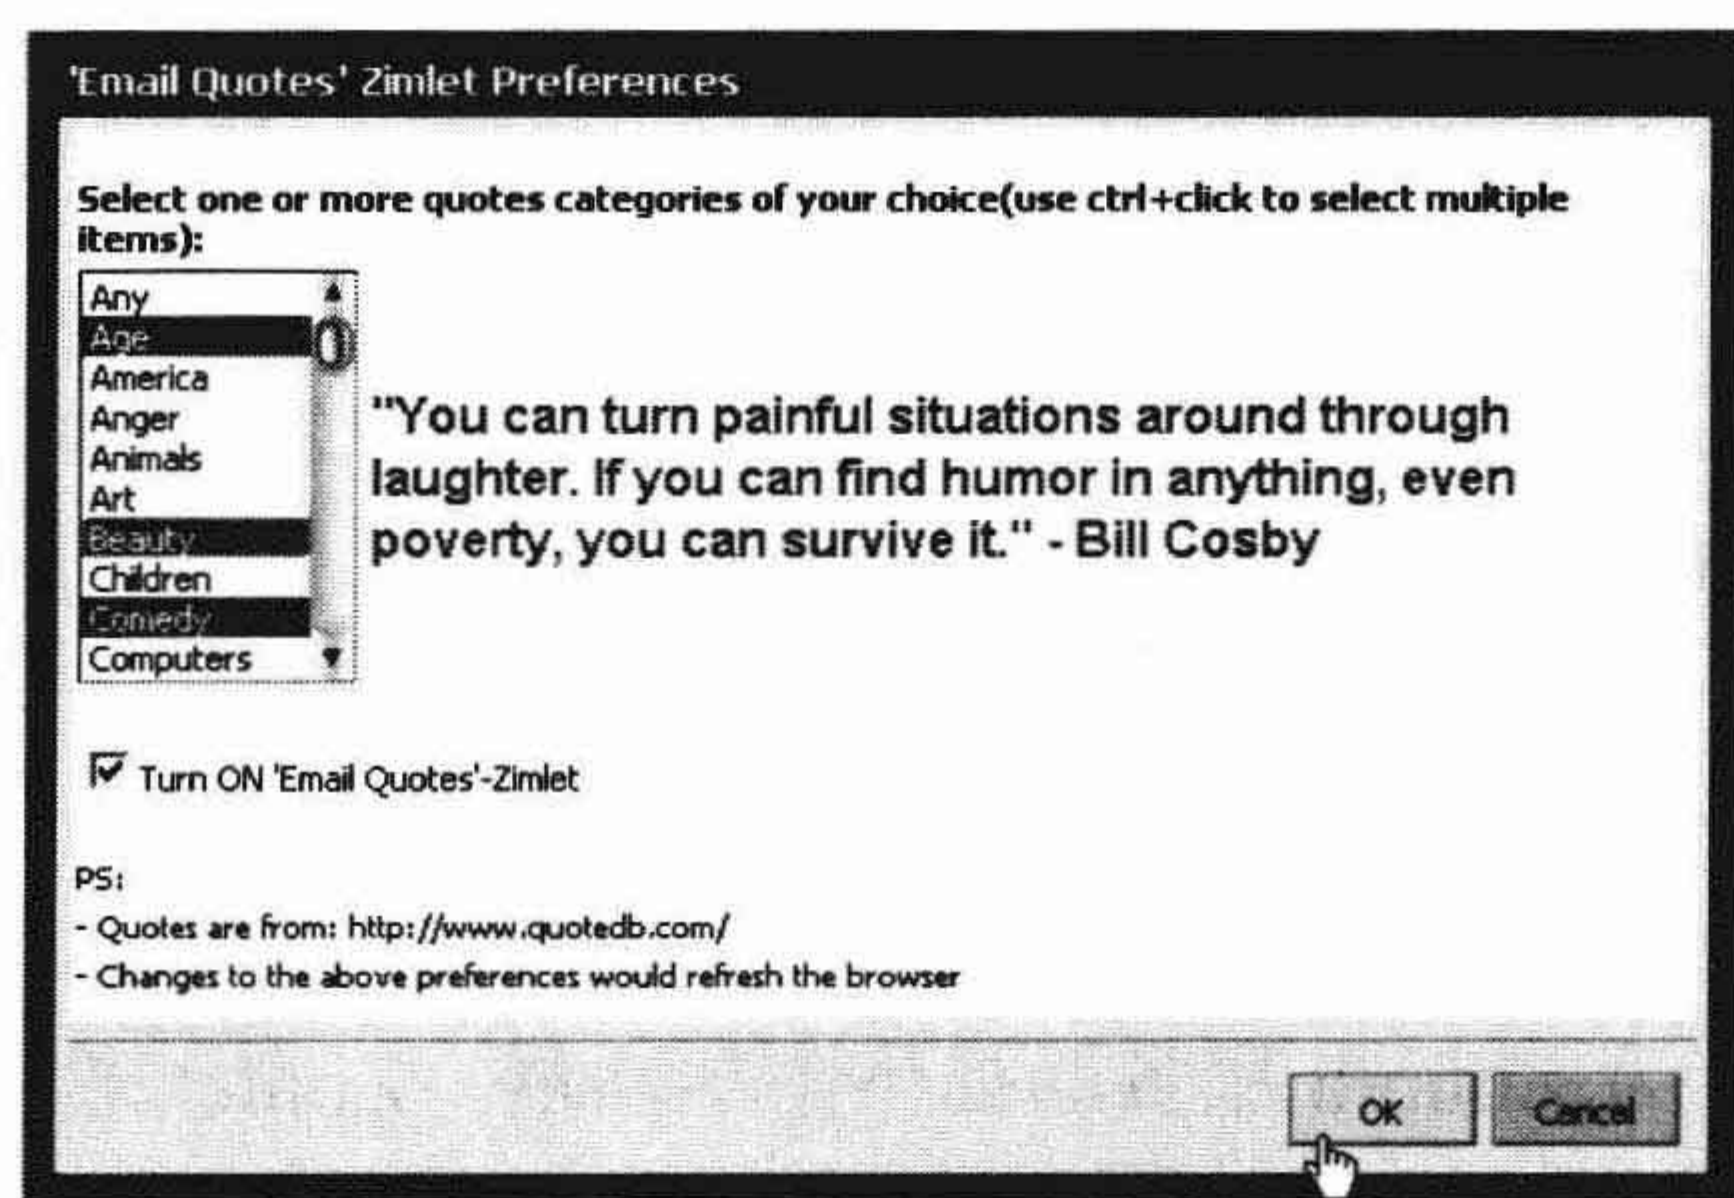 'Email Quotes' Zimlet Preferences
Select one or more quotes categories of your choice(use ctrl+click to select multiple
items):
Any
Age
America
Anger
Animals
Art
Beauty
Children
Comedy
Computers
"You can turn painful situations around through
laughter. If you can find humor in anything, even
poverty, you can survive it." - Bill Cosby
Turn ON 'Email Quotes'-Zimlet
PS:
- Quotes are from: http://www.quotedb.com/
- Changes to the above preferences would refresh the browser
OK
Cancel